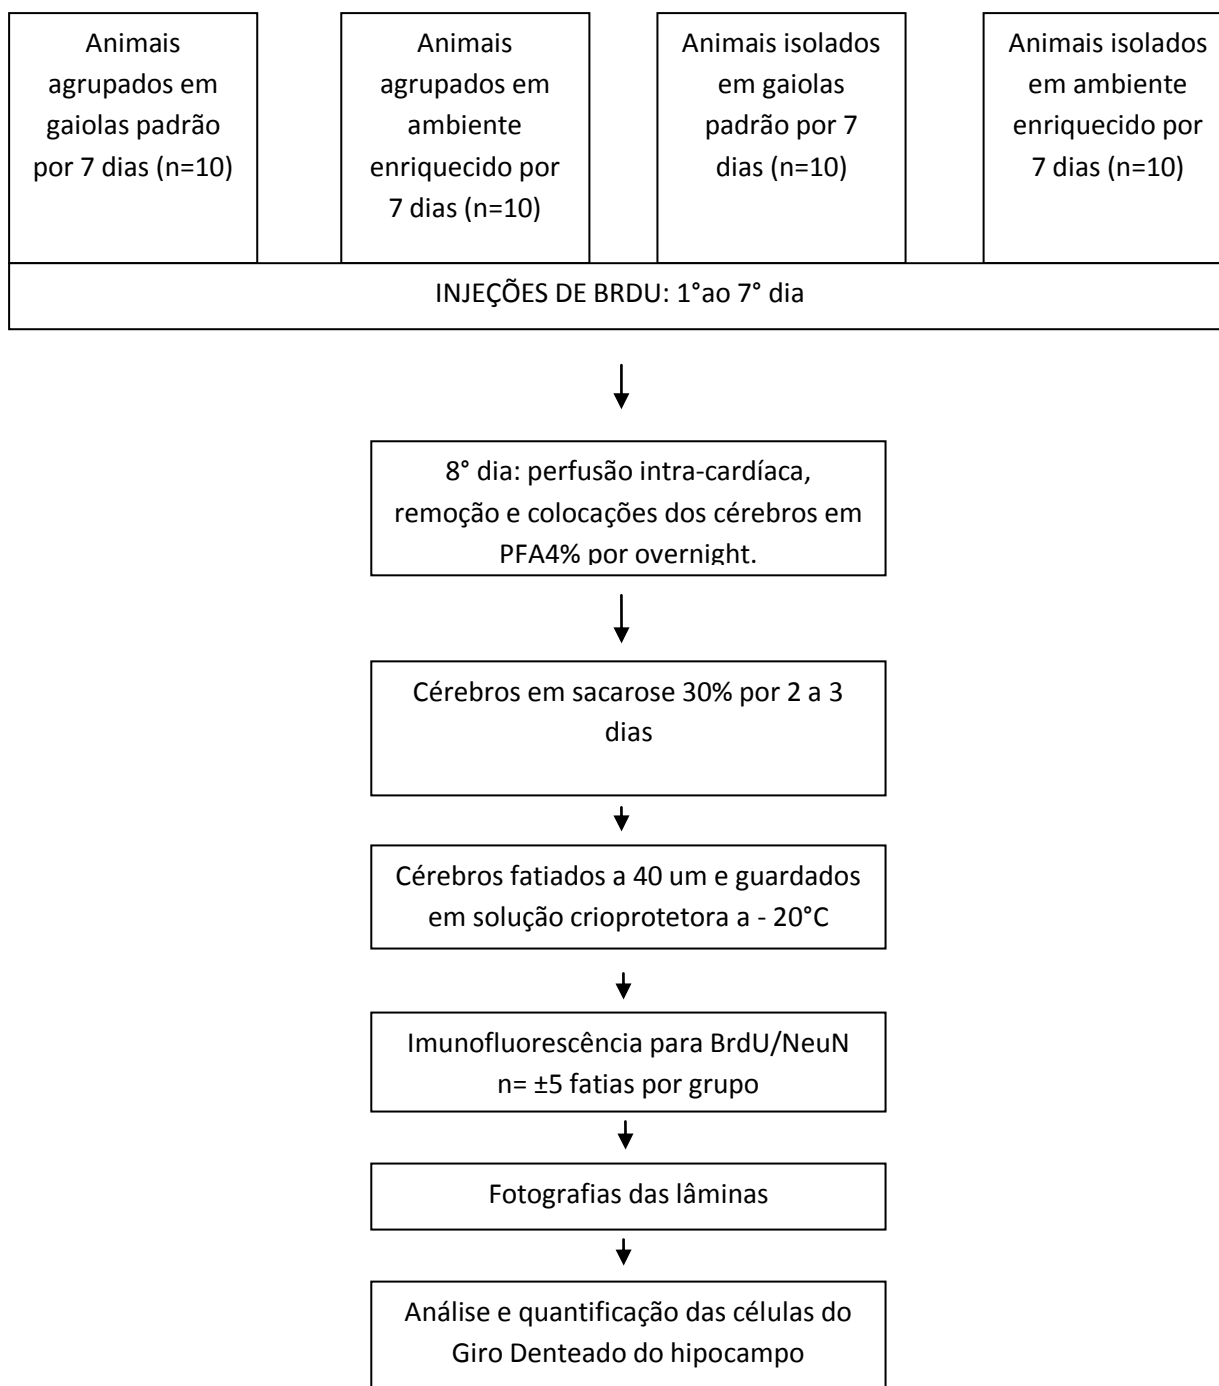 Animais
agrupados em
gaiolas padrão
por 7 dias (n=10)
Animais
agrupados em
ambiente
enriquecido por
7 dias (n=10)
Animais isolados
em gaiolas
padrão por 7
dias (n=10)
Animais isolados
em ambiente
enriquecido por
7 dias (n=10)
INJEÇÕES DE BRDU: 1°ao 7° dia
8° dia: perfusão intra-cardíaca,
remoção e colocações dos cérebros em
PFA4% por overnight.
Cérebros em sacarose 30% por 2 a 3
dias
Cérebros fatiados a 40 um e guardados
em solução crioprotetora a - 20°C
Imunofluorescência para BrdU/NeuN
n= ±5 fatias por grupo
Fotografias das lâminas
Análise e quantificação das células do
Giro Denteado do hipocampo